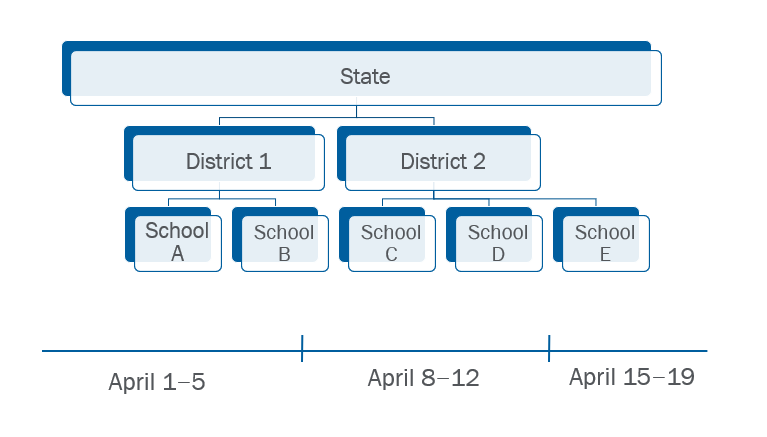 State
District 1
District 2
School
A
School
B
School
C
School
D
School
E
April 1–5
April 8–12
April 15–19